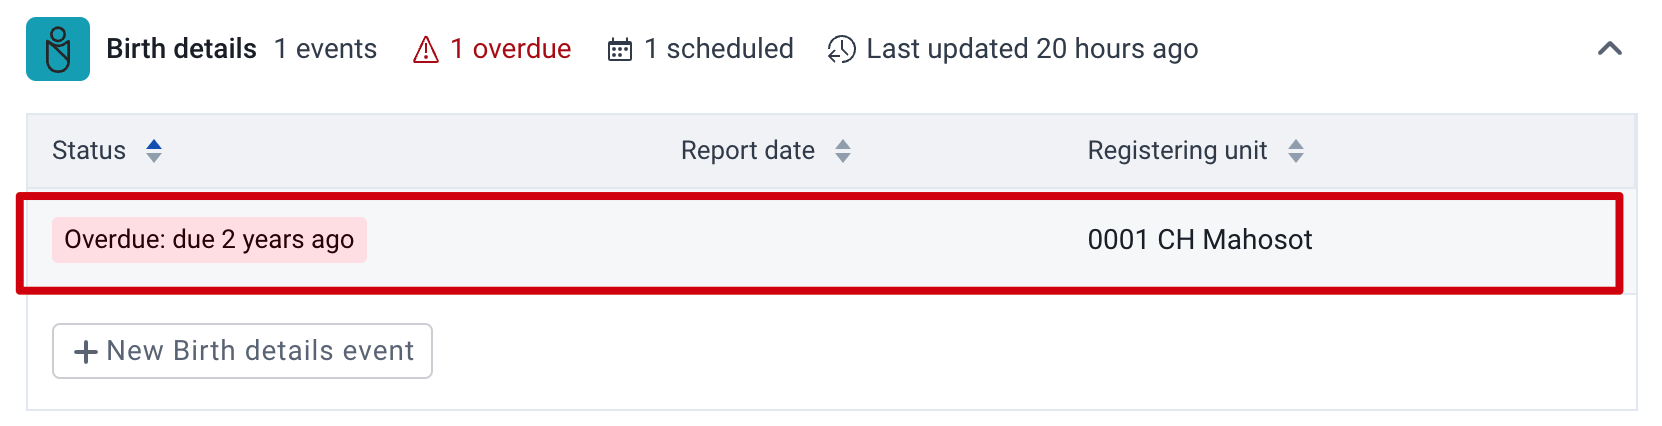 Birth details 1 events 1 overdue 1 scheduled Last updated 20 hours ago
Status Report date Registering unit
Overdue: due 2 years ago 0001 CH Mahosot
New Birth details event